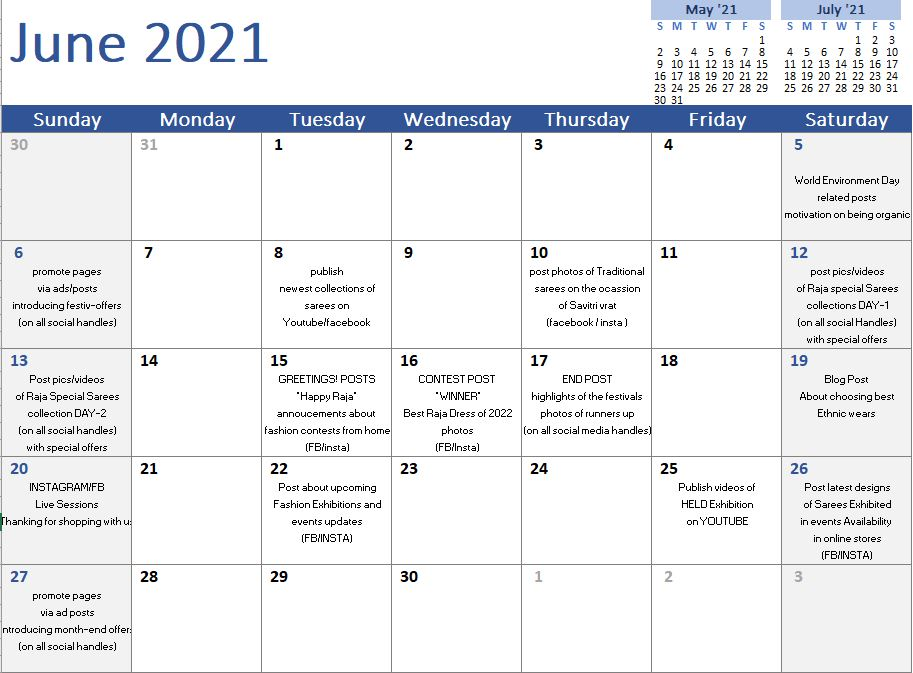 June 2021
May '21
S M T W T F S
1
2 3 4 5 6 7 8
9 10 11 12 13 14 15
16 17 18 19 20 21 22
23 24 25 26 27 28 29
30 31
July '21
S M T W T F S
1 2 3
4 5 6 7 8 9 10
11 12 13 14 15 16 17
18 19 20 21 22 23 24
25 26 27 28 29 30 31
Sunday Monday Tuesday Wednesday Thursday Friday Saturday
30
31
1
2
3
4
5
World Environment Day
related posts
motivation on being organic
6
promote pages
via ads/posts
introducing festiv-offers
(on all social handles)
7
8
publish
newest collections of
sarees on
Youtube/facebook
9
10
post photos of Traditional
sarees on the ocassion
of Savitri vrat
(facebook / insta )
11
12
post pics/videos
of Raja special Sarees
collections DAY-1
(on all social Handles)
with special offers
13
Post pics/videos
of Raja Special Sarees
collection DAY-2
(on all social handles)
with special offers
14
15
GREETINGS! POSTS
"Happy Raja"
annoucements about
fashion contests from home
(FB/insta)
16
CONTEST POST
"WINNER"
Best Raja Dress of 2022
photos
(FB/Insta)
17
END POST
highlights of the festivals
photos of runners up
(on all social media handles)
18
19
Blog Post
About choosing best
Ethnic wears
20
INSTAGRAM/FB
Live Sessions
Thanking for shopping with us
21
22
Post about upcoming
Fashion Exhibitions and
events updates
(FB/INSTA)
23
24
25
Publish videos of
HELD Exhibition
on YOUTUBE
26
Post latest designs
of Sarees Exhibited
in events Availability
in online stores
(FB/INSTA)
27
promote pages
via ad posts
ntroducing month-end offers
(on all social handles)
28
29
30
1
2
3